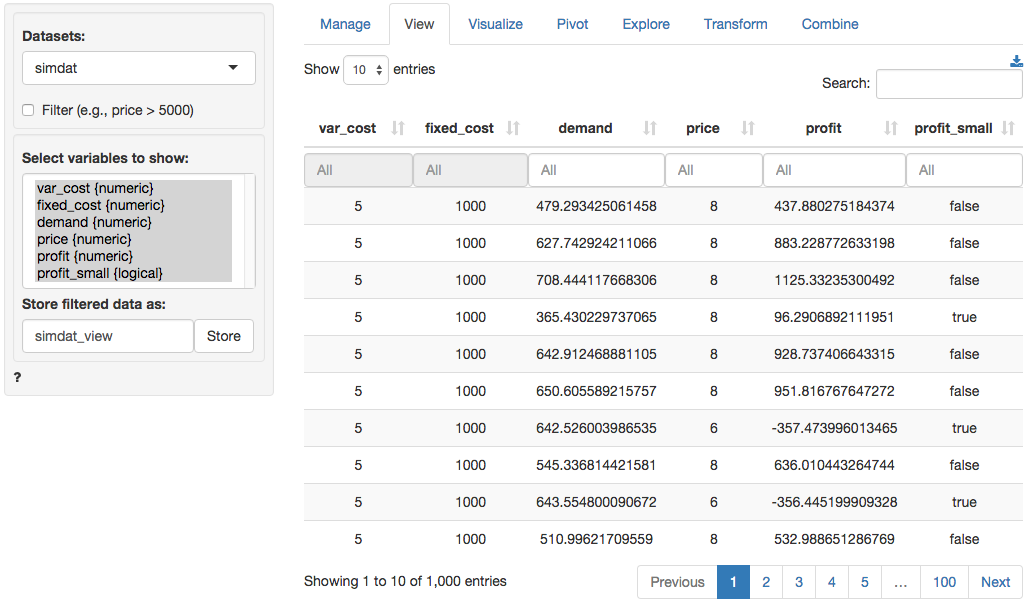 Datasets:
simdat
Filter (e.g., price > 5000)
Select variables to show:
var_cost {numeric}
fixed_cost {numeric}
demand {numeric}
price {numeric}
profit {numeric}
profit_small {logical}
Store filtered data as:
simdat_view Store
?
Manage View Visualize Pivot Explore Transform Combine
Show 10 entries
Search:
var_cost fixed_cost demand price profit profit_small
All All All All All All
5 1000 479.293425061458 8 437.880275184374 false
5 1000 627.742924211066 8 883.228772633198 false
5 1000 708.444117668306 8 1125.33235300492 false
5 1000 365.430229737065 8 96.2906892111951 true
5 1000 642.912468881105 8 928.737406643315 false
5 1000 650.605589215757 8 951.816767647272 false
5 1000 642.526003986535 6 -357.473996013465 true
5 1000 545.336814421581 8 636.010443264744 false
5 1000 643.554800090672 6 -356.445199909328 true
5 1000 510.99621709559 8 532.988651286769 false
Showing 1 to 10 of 1,000 entries
Previous 1 2 3 4 5 … 100 Next